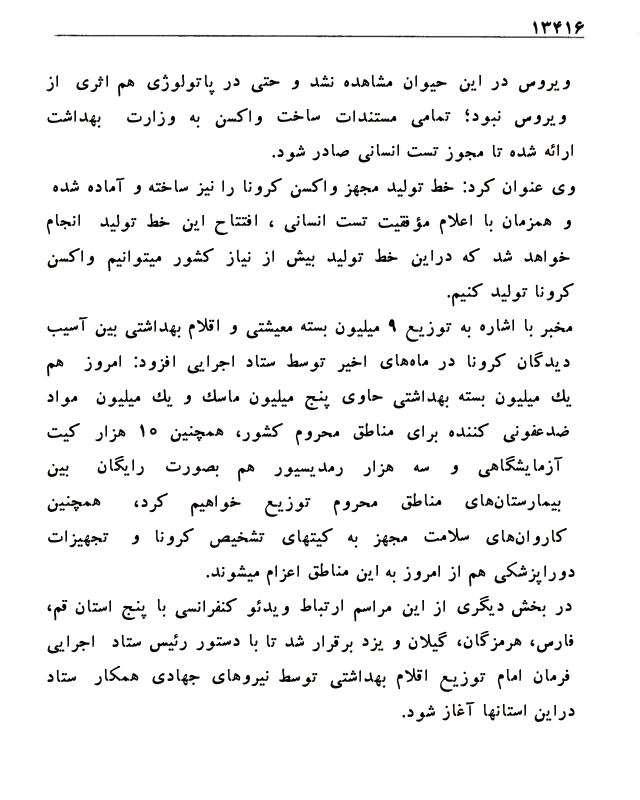 ۱۳۴۱۶
ویروس در این حیوان مشاهده نشد و حتی در پاتولوژی هم اثری از
ویروس نبود؛ تمامی مستندات ساخت واکسن به وزارت بهداشت
ارائه شده تا مجوز تست انسانی صادر شود.
وی عنوان کرد: خط تولید مجهز واکسن کرونا را نیز ساخته و آماده شده
و همزمان با اعلام مؤفقیت تست انسانی ، افتتاح این خط تولید انجام
خواهد شد که دراین خط تولید بیش از نیاز کشور میتوانیم واکسن
کرونا تولید کنیم.
مخبر با اشاره به توزیع ۹ میلیون بسته معیشتی و اقلام بهداشتی بین آسیب
دیدگان کرونا در ماه‌های اخیر توسط ستاد اجرایی افزود: امروز هم
یك میلیون بسته بهداشتی حاوی پنج میلیون ماسك و یك میلیون مواد
ضدعفونی کننده برای مناطق محروم کشور، همچنین ۱۵ هزار کیت
آزمایشگاهی و سه هزار رمدیسیور هم بصورت رایگان بین
بیمارستان‌های مناطق محروم توزیع خواهیم کرد، همچنین
کاروان‌های سلامت مجهز به کیتهای تشخیص کرونا و تجهیزات
دوراپزشکی هم از امروز به این مناطق اعزام میشوند.
در بخش دیگری از این مراسم ارتباط ویدئو کنفرانسی با پنج استان قم،
فارس، هرمزگان، گیلان و یزد برقرار شد تا با دستور رئیس ستاد اجرایی
فرمان امام توزیع اقلام بهداشتی توسط نیروهای جهادی همکار ستاد
دراین استانها آغاز شود.